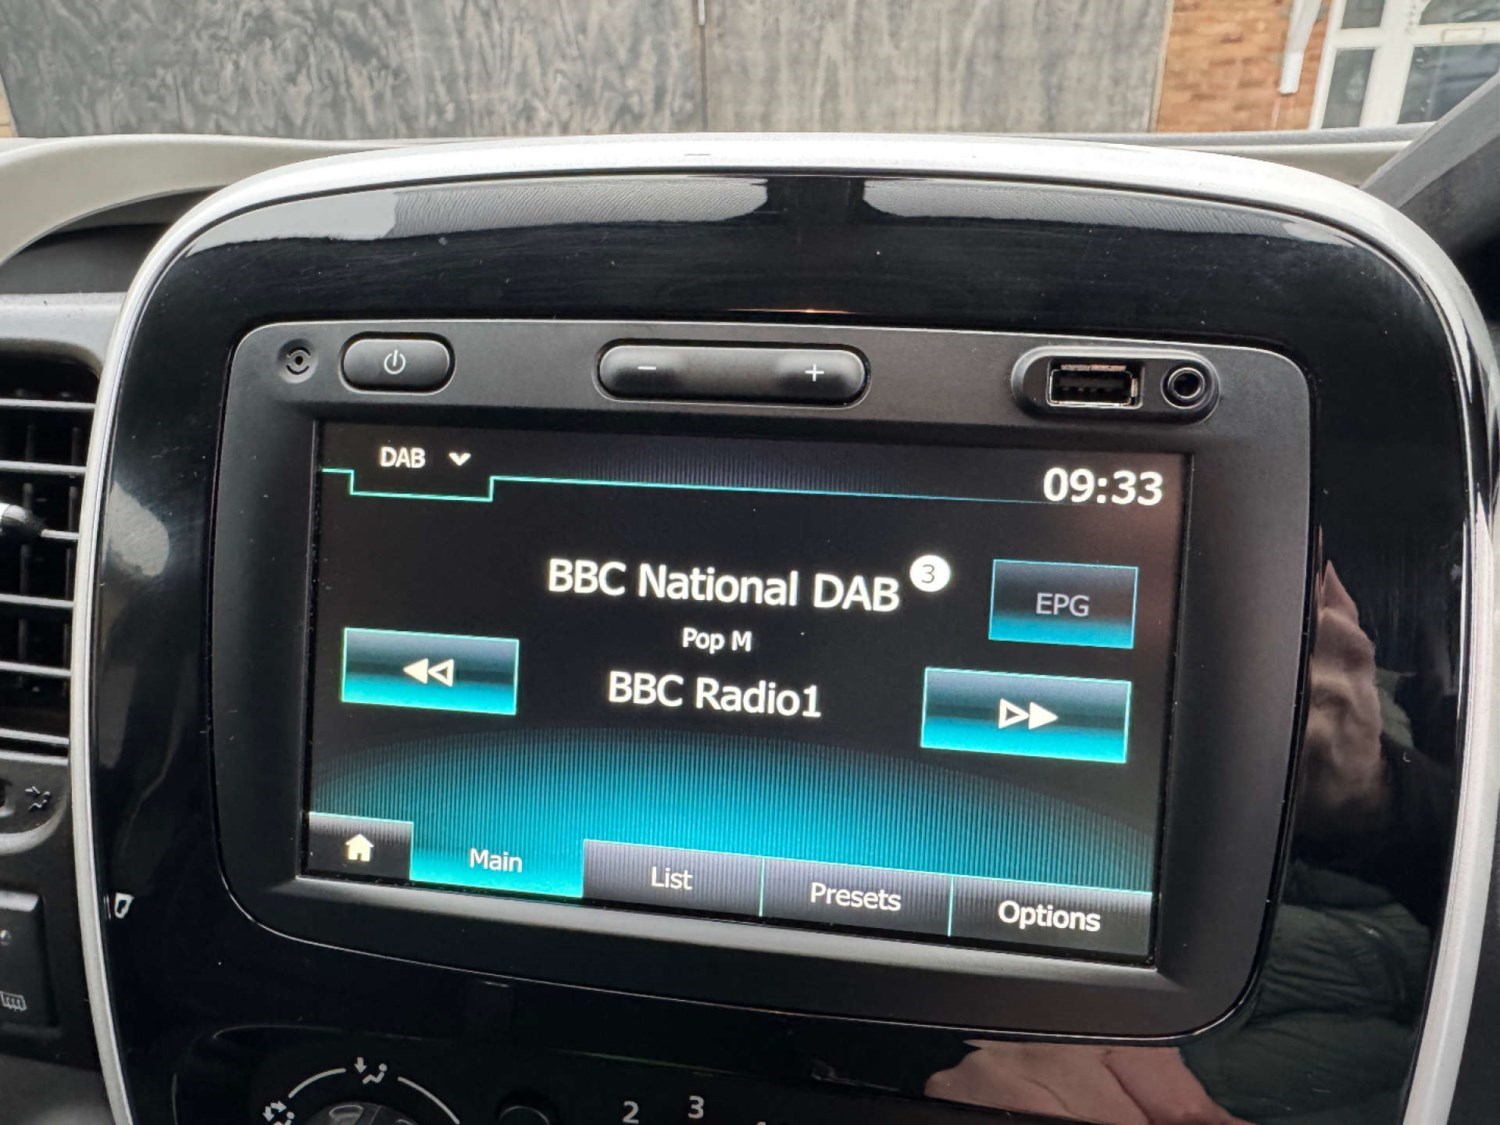 DAB
09:33
BBC National DAB 3
EPG
Pop M
BBC Radio1
Main
List
Presets
Options
2 3